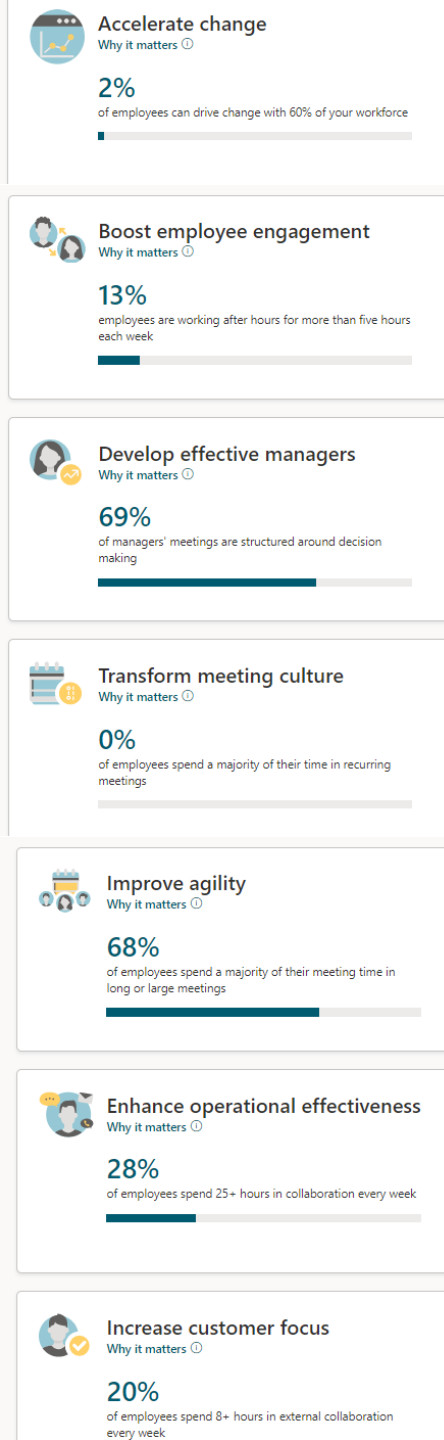 Accelerate change
Why it matters ⓘ
2%
of employees can drive change with 60% of your workforce
Boost employee engagement
Why it matters ⓘ
13%
employees are working after hours for more than five hours
each week
Develop effective managers
Why it matters ⓘ
69%
of managers' meetings are structured around decision
making
Transform meeting culture
Why it matters ⓘ
0%
of employees spend a majority of their time in recurring
meetings
Improve agility
Why it matters ⓘ
68%
of employees spend a majority of their meeting time in
long or large meetings
Enhance operational effectiveness
Why it matters ⓘ
28%
of employees spend 25+ hours in collaboration every week
Increase customer focus
Why it matters ⓘ
20%
of employees spend 8+ hours in external collaboration
every week